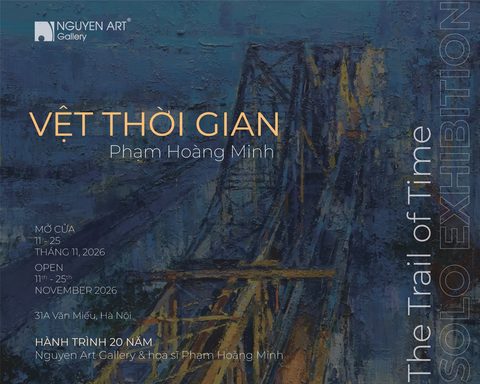 NGUYEN ART®
Gallery
VỆT THỜI GIAN
Phạm Hoàng Minh
MỞ CỬA
11 - 25
THÁNG 11, 2026
OPEN
11th - 25th
NOVEMBER 2026
31A Văn Miếu, Hà Nội
HÀNH TRÌNH 20 NĂM
Nguyen Art Gallery & họa sĩ Phạm Hoàng Minh
The Trail of Time
SOLO EXHIBITION